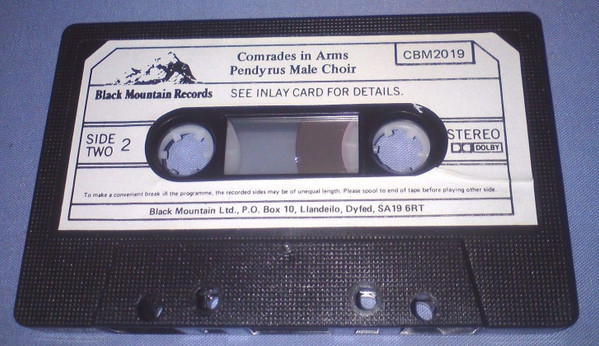 Comrades in Arms
Pendyrus Male Choir
CBM2019
Black Mountain Records
SEE INLAY CARD FOR DETAILS.
SIDE
TWO 2
STEREO
DOLBY
To make a convenient break in the programme, the recorded sides may be of unequal length. Please spool to end of tape before playing other side.
Black Mountain Ltd., P.O. Box 10, Llandeilo, Dyfed, SA19 6RT